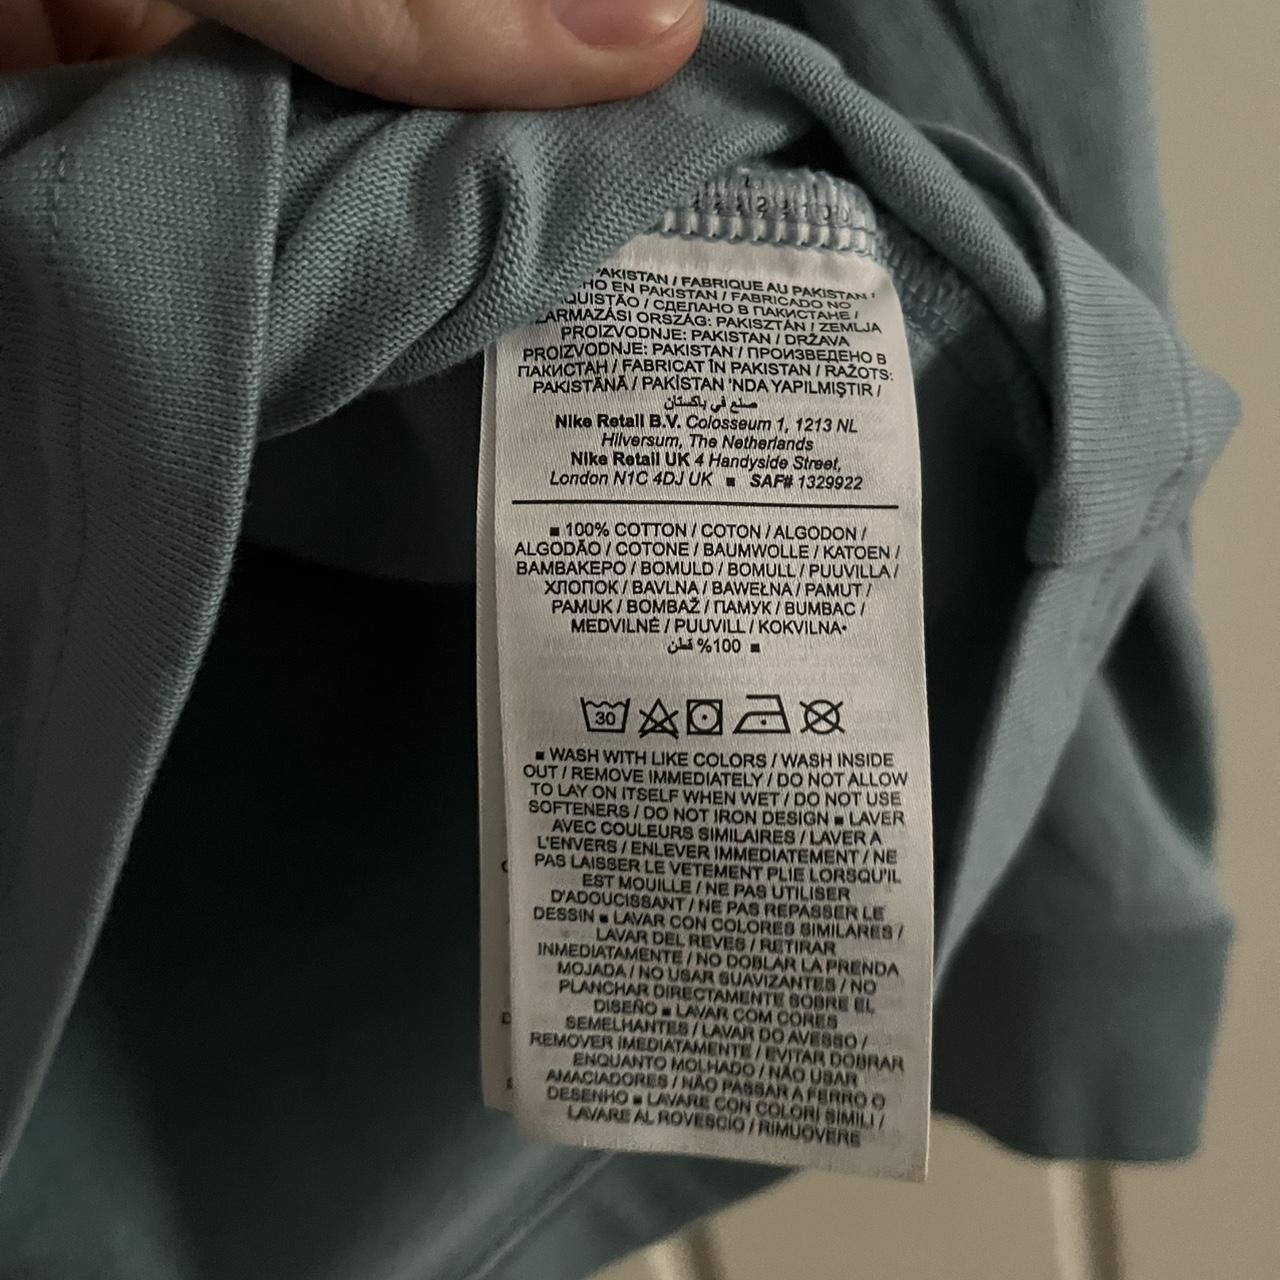 AKISTAN / FABRIQUE AU PAKISTAN /
HO EN PAKISTAN / FABRICADO NO
QUISTÃO / СДЕЛАНО В ПАКИСТАНЕ /
ZARMAZÁSI ORSZÁG: PAKISZTÁN / ZEMLJA
PROIZVODNJE: PAKISTAN / DRŽAVA
PROIZVODNJE: PAKISTAN / ПРОИЗВЕДЕНО В
ПАКИСТАН / FABRICAT ÎN PAKISTAN / RAŽOTS:
PAKISTĀNĀ / PAKİSTAN 'NDA YAPILMIŞTIR /
صنع في باكستان
Nike Retail B.V. Colosseum 1, 1213 NL
Hilversum, The Netherlands
Nike Retail UK 4 Handyside Street,
London N1C 4DJ UK ■ SAF# 1329922
■ 100% COTTON / COTON / ALGODON /
ALGODÃO / COTONE / BAUMWOLLE / KATOEN /
ΒΑΜΒΑΚΕΡΟ / BOMULD / BOMULL / PUUVILLA /
ХЛОПОК / BAVLNA / BAWEŁNA / PAMUT /
PAMUK / BOMBAŽ / ПАМУК / BUMBAC /
MEDVILNĖ / PUUVILL / KOKVILNA•
100% قطن ■
30
■ WASH WITH LIKE COLORS / WASH INSIDE
OUT / REMOVE IMMEDIATELY / DO NOT ALLOW
TO LAY ON ITSELF WHEN WET / DO NOT USE
SOFTENERS / DO NOT IRON DESIGN ■ LAVER
AVEC COULEURS SIMILAIRES / LAVER A
L'ENVERS / ENLEVER IMMEDIATEMENT / NE
PAS LAISSER LE VETEMENT PLIE LORSQU'IL
EST MOUILLE / NE PAS UTILISER
D'ADOUCISSANT / NE PAS REPASSER LE
DESSIN ■ LAVAR CON COLORES SIMILARES /
LAVAR DEL REVES / RETIRAR
INMEDIATAMENTE / NO DOBLAR LA PRENDA
MOJADA / NO USAR SUAVIZANTES / NO
PLANCHAR DIRECTAMENTE SOBRE EL
DISEÑO ■ LAVAR COM CORES
SEMELHANTES / LAVAR DO AVESSO /
REMOVER IMEDIATAMENTE / EVITAR DOBRAR
ENQUANTO MOLHADO / NÃO USAR
AMACIADORES / NÃO PASSAR A FERRO O
DESENHO ■ LAVARE CON COLORI SIMILI /
LAVARE AL ROVESCIO / RIMUOVERE